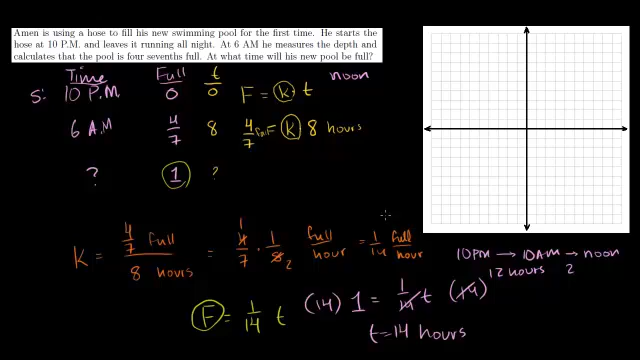 Amen is using a hose to fill his new swimming pool for the first time. He starts the
hose at 10 P.M. and leaves it running all night. At 6 AM he measures the depth and
calculates that the pool is four sevenths full. At what time will his new pool be full?
Time Full t noon
S: 10 P.M. 0 0 F = k · t
6 A.M 4/7 8 4/7 full = k 8 hours
? 1 ?
K = 4/7 full / 8 hours = 1 4/7 · 1/8 2 full/hour = 1/14 full/hour
10PM → 10AM → noon
12 hours 2
F = 1/14 t (14) 1 = 1/14 t (14)
t = 14 hours